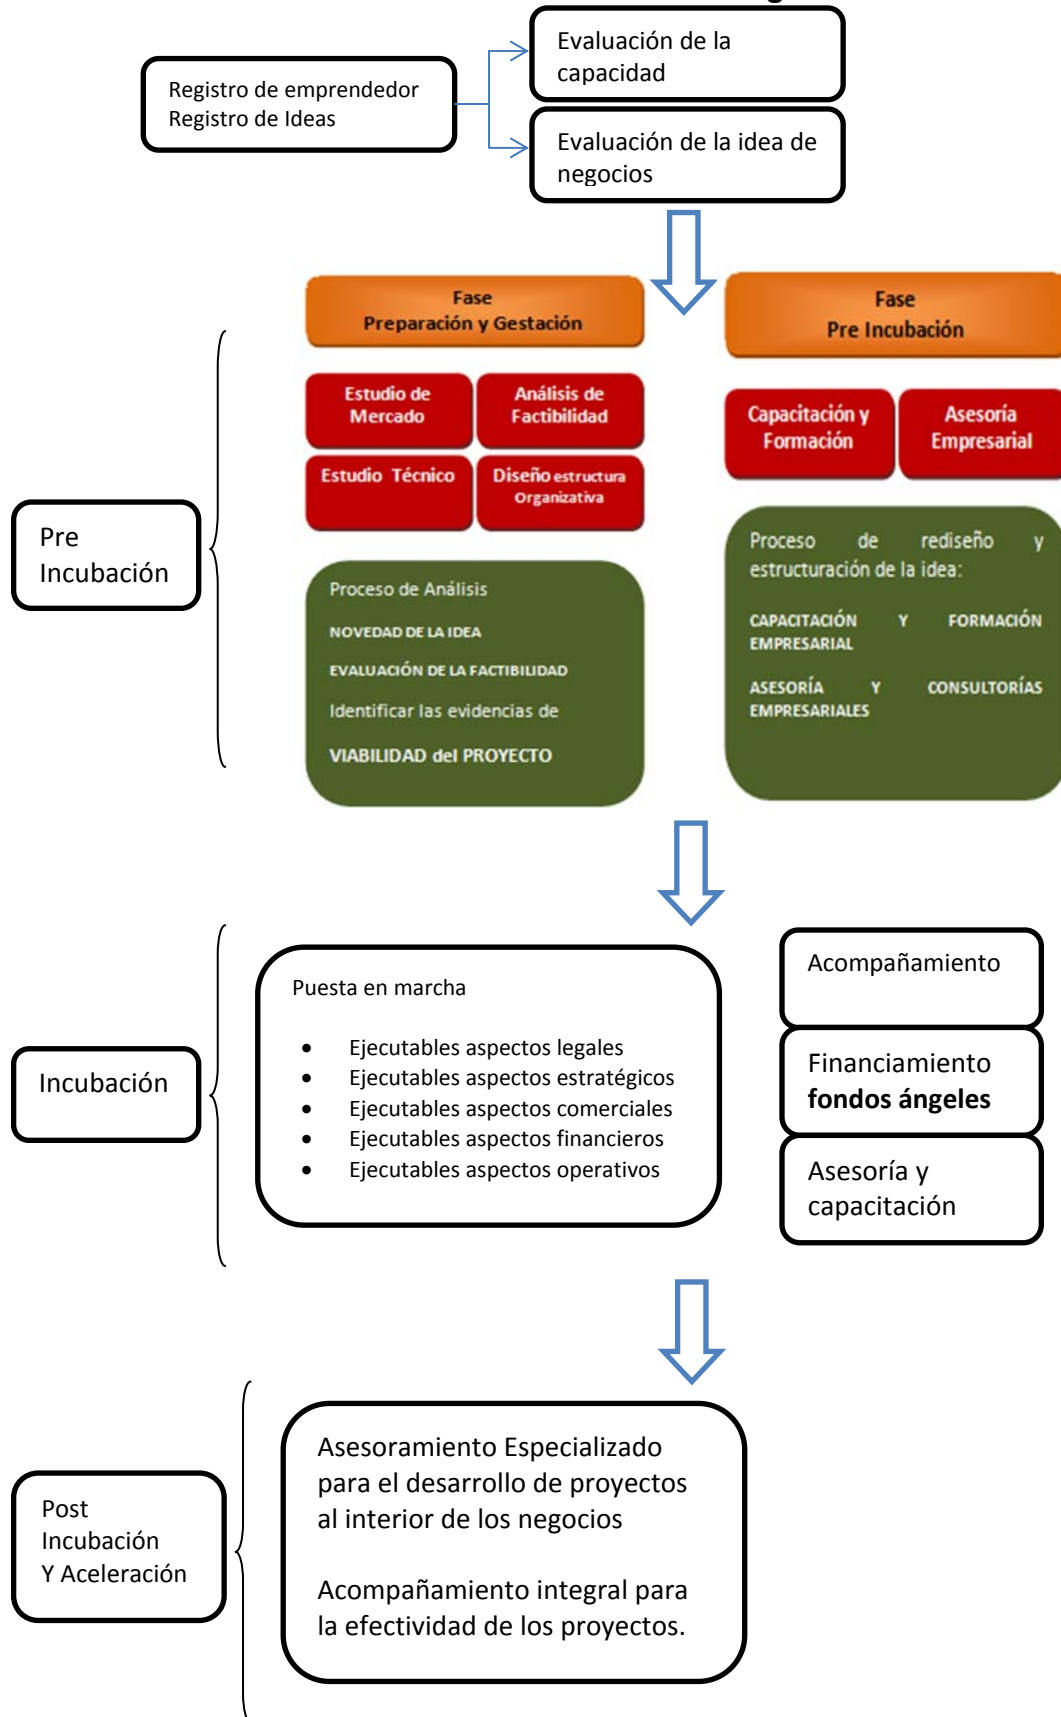 Evaluación de la
capacidad
Registro de emprendedor
Registro de Ideas
Evaluación de la idea de
negocios
Fase
Preparación y Gestación
Fase
Pre Incubación
Estudio de
Mercado
Análisis de
Factibilidad
Estudio Técnico
Diseño estructura
Organizativa
Capacitación y
Formación
Asesoría
Empresarial
Pre
Incubación
Proceso de Análisis
NOVEDAD DE LA IDEA
EVALUACIÓN DE LA FACTIBILIDAD
Identificar las evidencias de
VIABILIDAD del PROYECTO
Proceso de rediseño y
estructuración de la idea:
CAPACITACIÓN Y FORMACIÓN
EMPRESARIAL
ASESORÍA Y CONSULTORÍAS
EMPRESARIALES
Incubación
Puesta en marcha
• Ejecutables aspectos legales
• Ejecutables aspectos estratégicos
• Ejecutables aspectos comerciales
• Ejecutables aspectos financieros
• Ejecutables aspectos operativos
Acompañamiento
Financiamiento
fondos ángeles
Asesoría y
capacitación
Post
Incubación
Y Aceleración
Asesoramiento Especializado
para el desarrollo de proyectos
al interior de los negocios
Acompañamiento integral para
la efectividad de los proyectos.